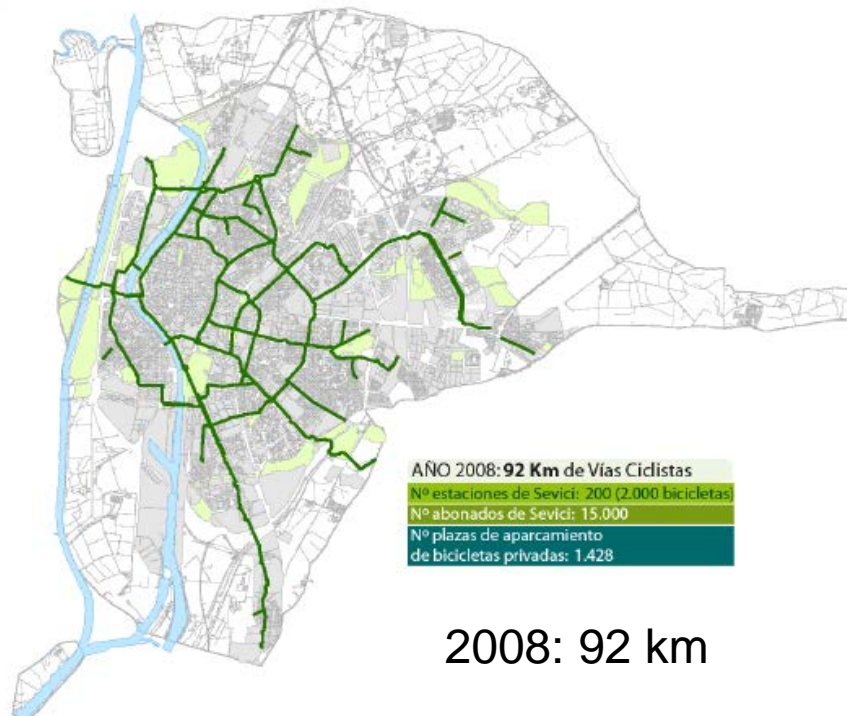 AÑO 2008: 92 Km de Vías Ciclistas
Nº estaciones de Sevici: 200 (2.000 bicicletas)
Nº abonados de Sevici: 15.000
Nº plazas de aparcamiento
de bicicletas privadas: 1.428
2008: 92 km